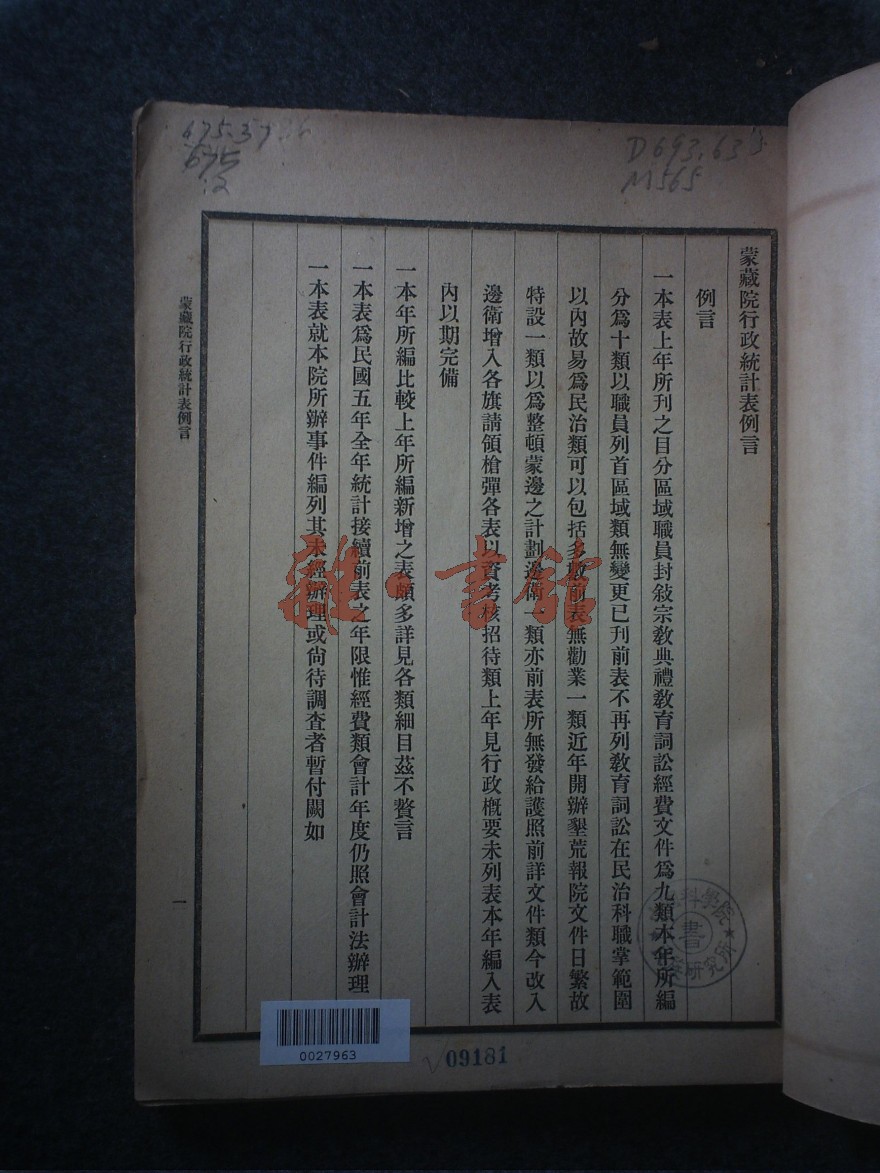 675.5
675
:2
D693.63
M565
蒙藏院行政統計表例言
例言
一本表上年所刊之目分區域職員封敍宗教典禮教育詞訟經費文件爲九類本年所編
分爲十類以職員列首區域類無變更已刊前表不再列教育詞訟在民治科職掌範圍
以內故易爲民治類可以包括多數前表無勸業一類近年開辦墾荒報院文件日繁故
特設一類以爲整頓蒙邊之計劃邊衛一類亦前表所無發給護照前詳文件類今改入
邊衛增入各旗請領槍彈各表以資考核招待類上年見行政概要未列表本年編入表
內以期完備
一本年所編比較上年所編新增之表頗多詳見各類細目茲不贅言
一本表爲民國五年全年統計接續前表之年限惟經費類會計年度仍照會計法辦理
一本表就本院所辦事件編列其未經辦理或尙待調查者暫付闕如
蒙藏院行政統計表例言
一
雜書館
書
0027963
09181